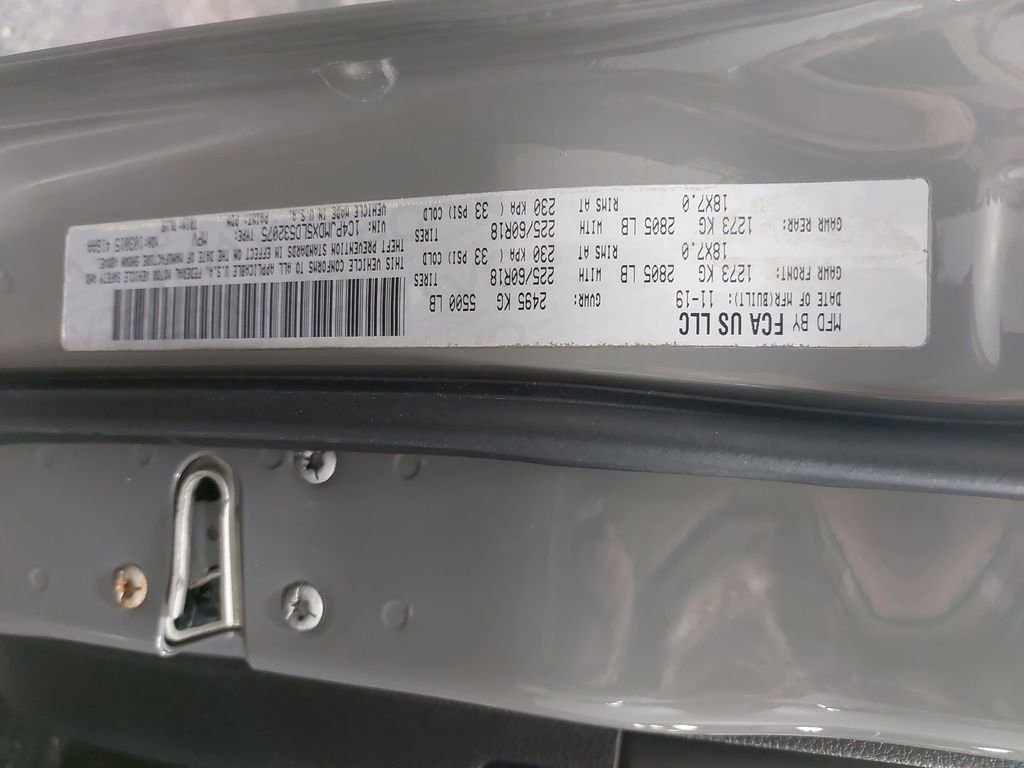 MFD BY FCA US LLC
DATE OF MFR(BUILT): 11-19 GVWR: 2495 KG 5500 LB
GAWR FRONT: 1273 KG 2805 LB WITH 225/60R18 TIRES
18X7.0 RIMS AT 230 KPA ( 33 PSI) COLD
GAWR REAR: 1273 KG 2805 LB WITH 225/60R18 TIRES
18X7.0 RIMS AT 230 KPA ( 33 PSI) COLD
THIS VEHICLE CONFORMS TO ALL APPLICABLE U.S.A. FEDERAL MOTOR VEHICLE SAFETY AND
THEFT PREVENTION STANDARDS IN EFFECT ON THE DATE OF MANUFACTURE SHOWN ABOVE.
VIN: TYPE: MPV
VEHICLE MADE IN U.S.A. PAINT: